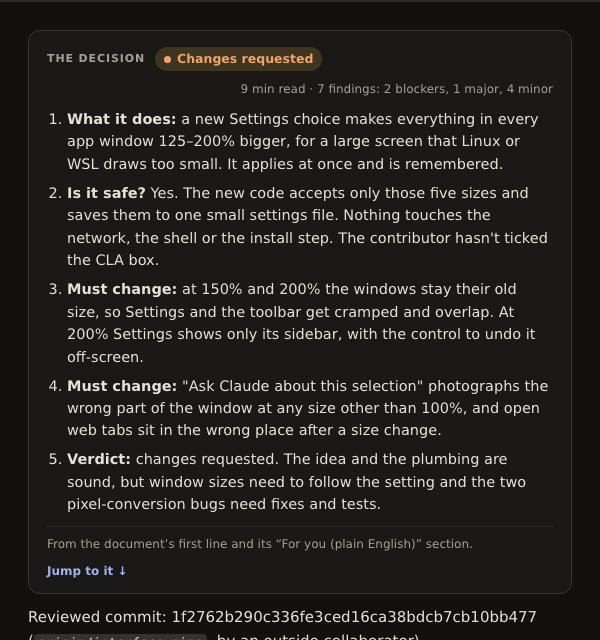 THE DECISION
Changes requested
9 min read · 7 findings: 2 blockers, 1 major, 4 minor
1. What it does: a new Settings choice makes everything in every
app window 125–200% bigger, for a large screen that Linux or
WSL draws too small. It applies at once and is remembered.
2. Is it safe? Yes. The new code accepts only those five sizes and
saves them to one small settings file. Nothing touches the
network, the shell or the install step. The contributor hasn't ticked
the CLA box.
3. Must change: at 150% and 200% the windows stay their old
size, so Settings and the toolbar get cramped and overlap. At
200% Settings shows only its sidebar, with the control to undo it
off-screen.
4. Must change: "Ask Claude about this selection" photographs the
wrong part of the window at any size other than 100%, and open
web tabs sit in the wrong place after a size change.
5. Verdict: changes requested. The idea and the plumbing are
sound, but window sizes need to follow the setting and the two
pixel-conversion bugs need fixes and tests.
From the document’s first line and its “For you (plain English)” section.
Jump to it ↓
Reviewed commit: 1f2762b290c336fe3ced16ca38bdcb7cb10bb477
by an outside collaborator)